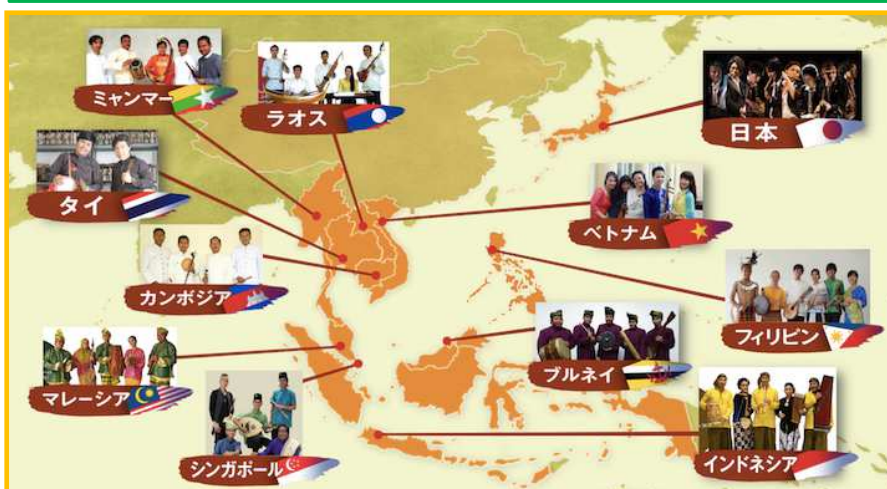 ミャンマー
ラオス
日本
タイ
ベトナム
カンボジア
フィリピン
マレーシア
ブルネイ
シンガポール
インドネシア